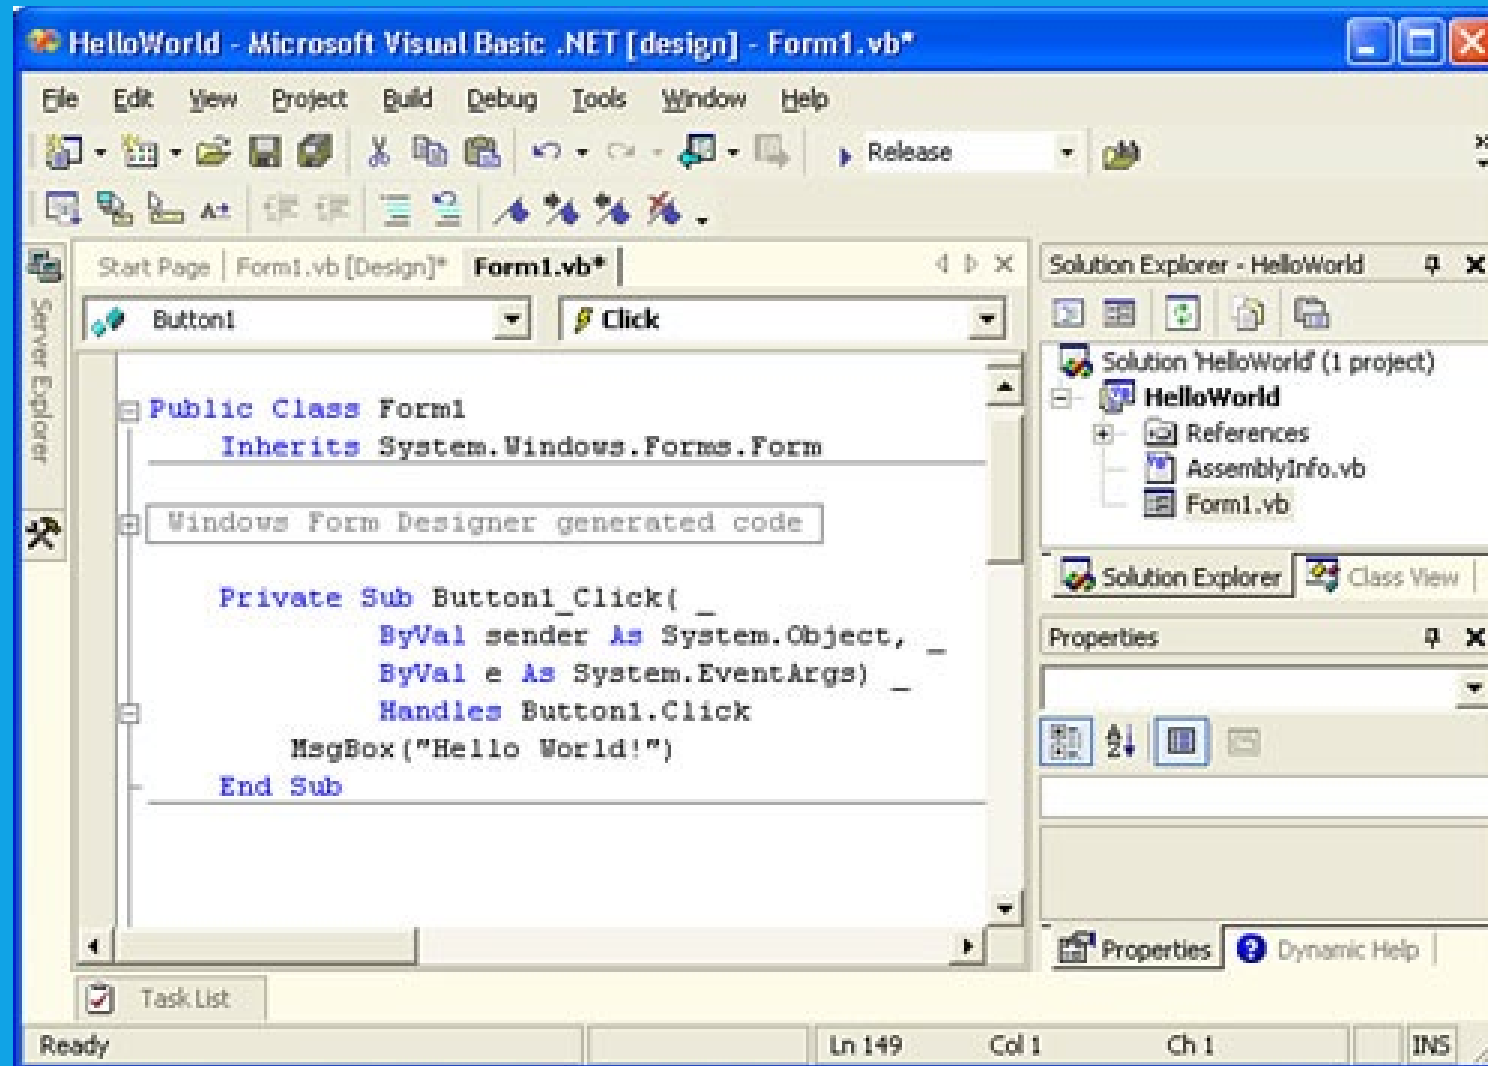 HelloWorld - Microsoft Visual Basic .NET [design] - Form1.vb*
File Edit View Project Build Debug Tools Window Help
Release
Start Page Form1.vb [Design]* Form1.vb*
Solution Explorer - HelloWorld
Server Explorer
Button1 Click
Solution 'HelloWorld' (1 project)
HelloWorld
References
AssemblyInfo.vb
Form1.vb
Public Class Form1
Inherits System.Windows.Forms.Form
Windows Form Designer generated code
Private Sub Button1_Click( _
ByVal sender As System.Object, _
ByVal e As System.EventArgs) _
Handles Button1.Click
MsgBox("Hello World!")
End Sub
Solution Explorer Class View
Properties
Properties Dynamic Help
Task List
Ready Ln 149 Col 1 Ch 1 INS